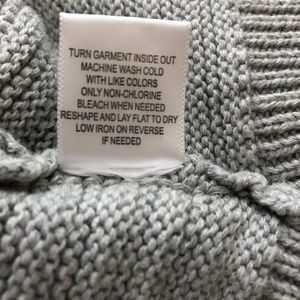 TURN GARMENT INSIDE OUT
MACHINE WASH COLD
WITH LIKE COLORS
ONLY NON-CHLORINE
BLEACH WHEN NEEDED
RESHAPE AND LAY FLAT TO DRY
LOW IRON ON REVERSE
IF NEEDED